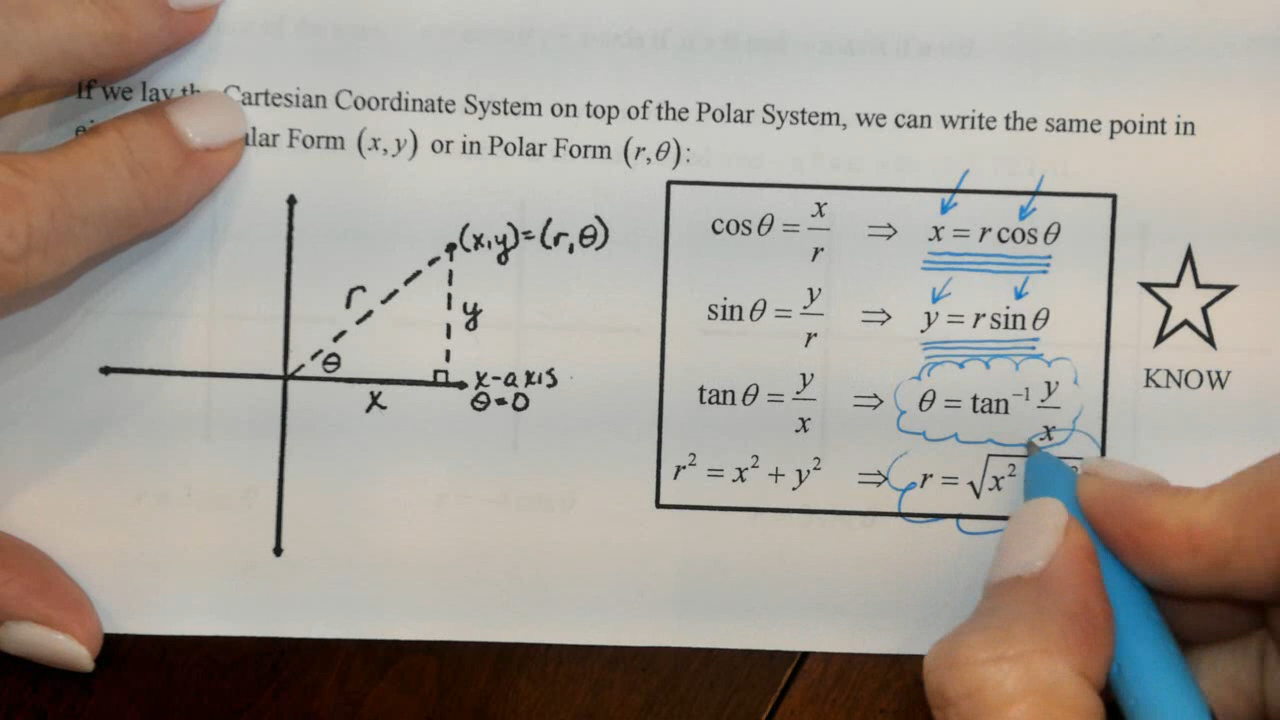 If we lay Cartesian Coordinate System on top of the Polar System, we can write the same point in
Form (x, y) or in Polar Form (r, θ):
(x,y)=(r,θ)
r
y
θ
x-axis
θ=0
x
cos θ = x/r ⇒ x = r cos θ
sin θ = y/r ⇒ y = r sin θ
tan θ = y/x ⇒ θ = tan⁻¹ y/x
r² = x² + y² ⇒ r = √x²
KNOW